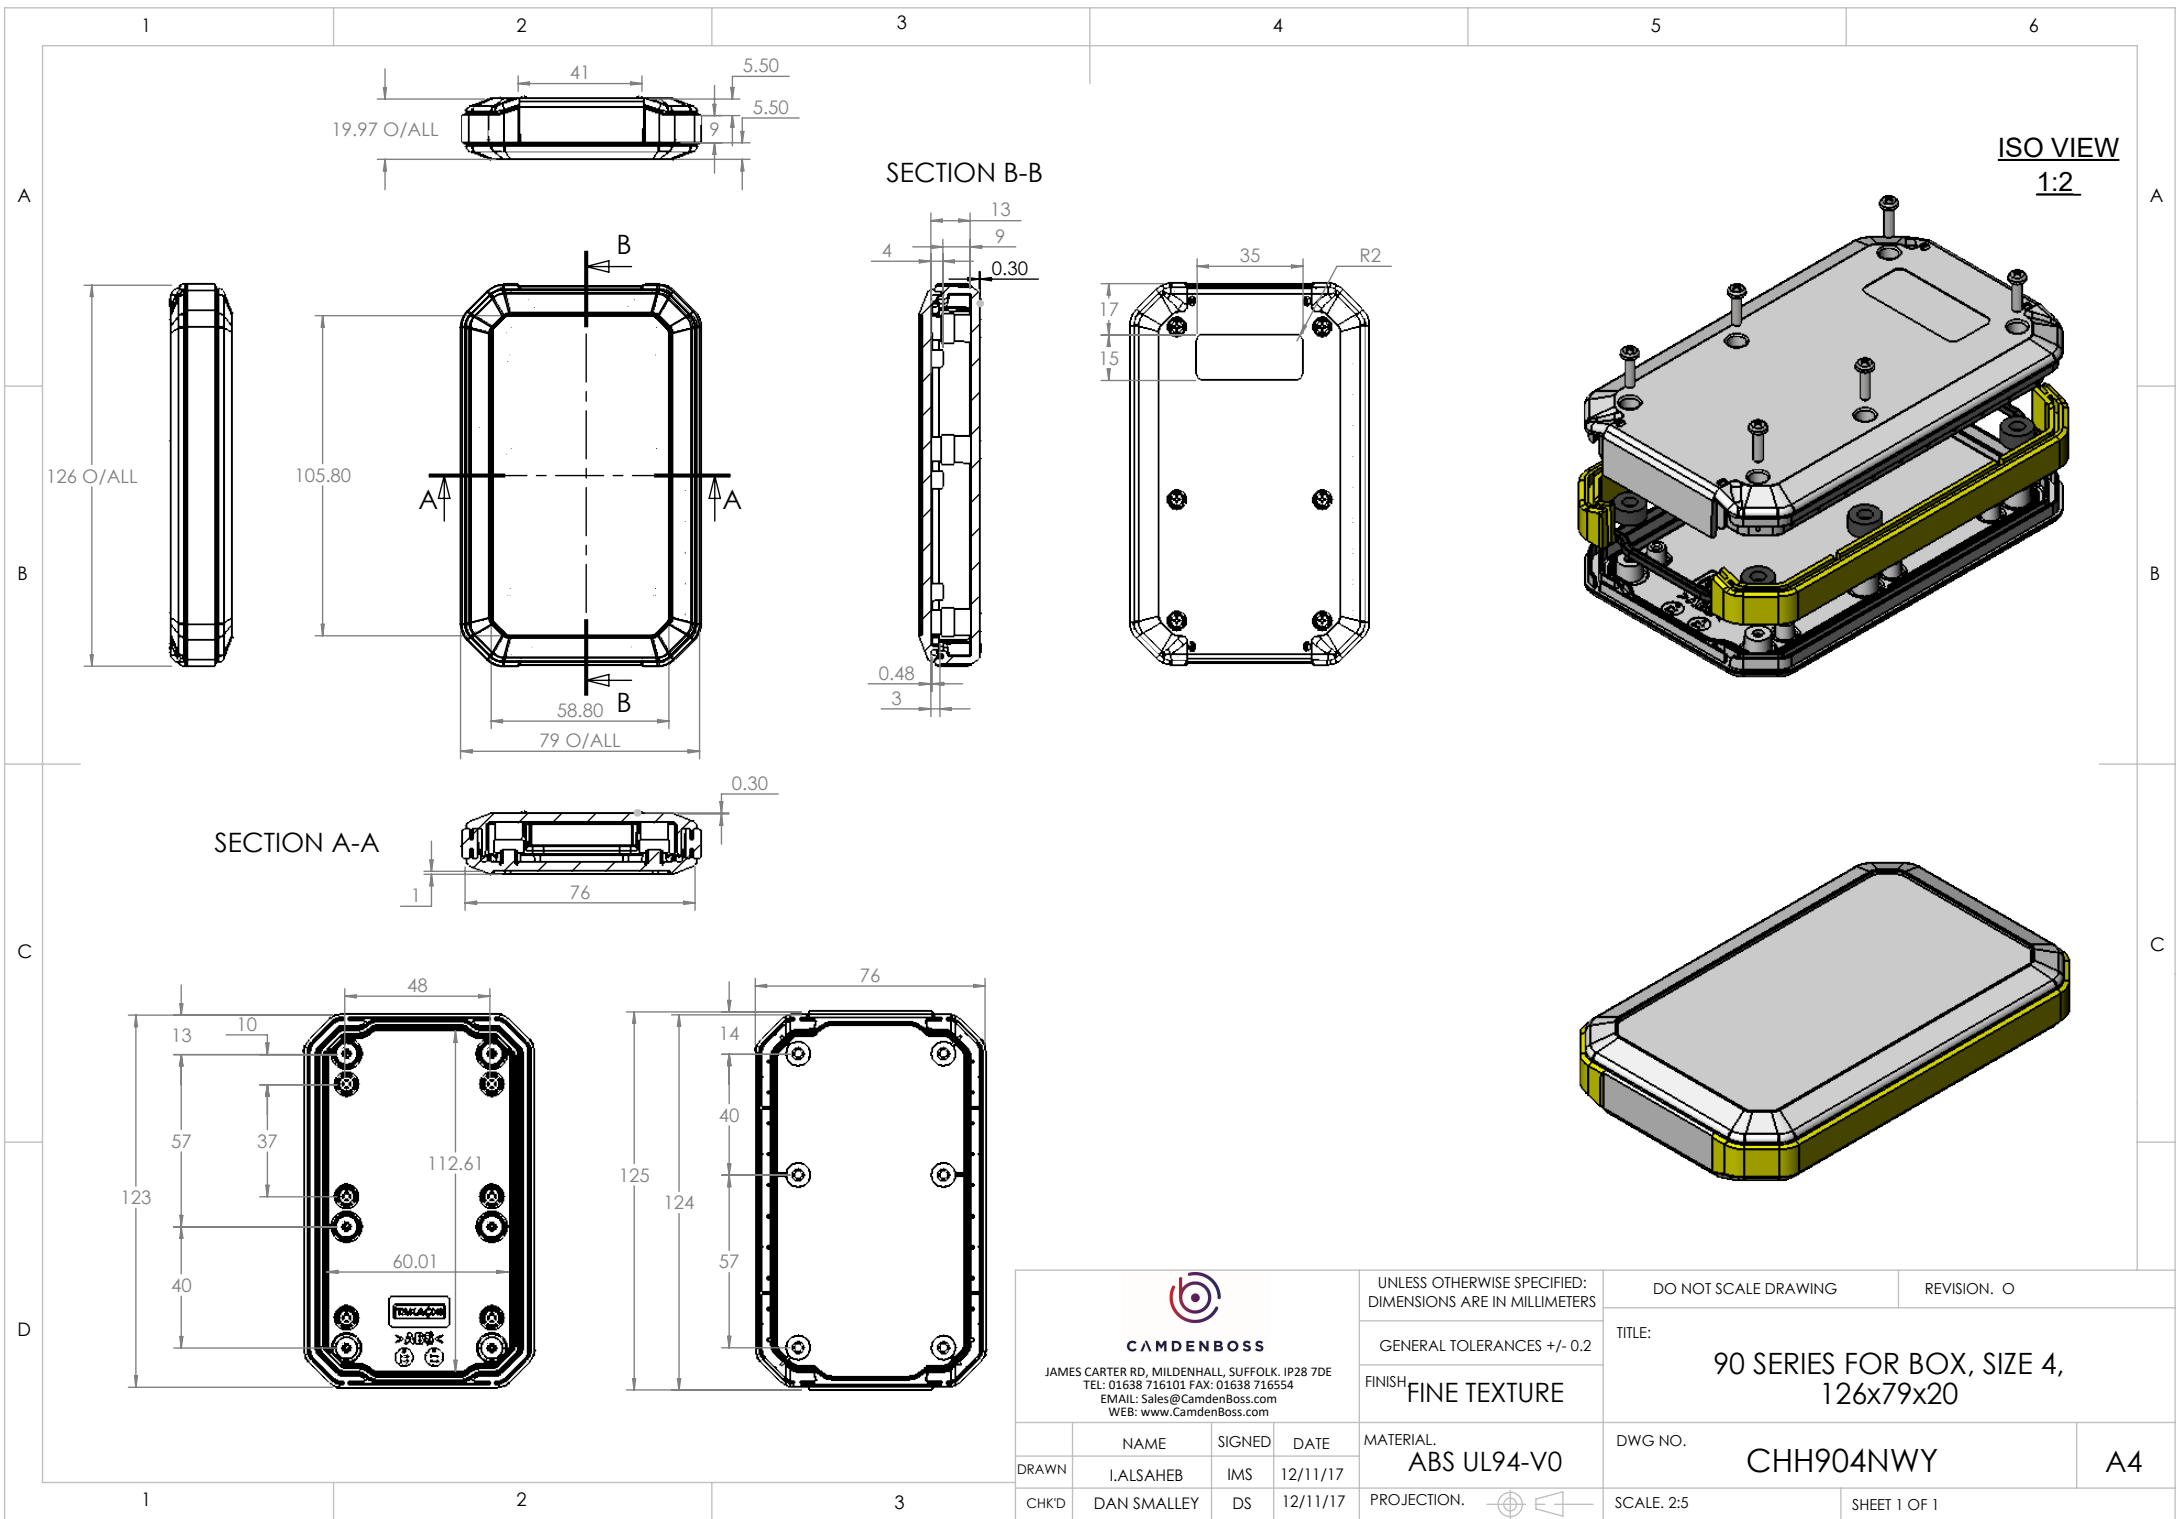 1 2 3 4 5 6
A
B
C
D
A
B
C
1 2 3
41
5.50
5.50
9
19.97 O/ALL
SECTION B-B
13
9
4
0.30
0.48
3
ISO VIEW
1:2
126 O/ALL
105.80
B
A A
B
58.80
79 O/ALL
35
R2
17
15
SECTION A-A
0.30
1
76
48
13
10
57
37
123
112.61
60.01
40
TAKACHI
>ABS<
76
14
40
125
124
57
CAMDENBOSS
JAMES CARTER RD, MILDENHALL, SUFFOLK. IP28 7DE
TEL: 01638 716101 FAX: 01638 716554
EMAIL: Sales@CamdenBoss.com
WEB: www.CamdenBoss.com
UNLESS OTHERWISE SPECIFIED:
DIMENSIONS ARE IN MILLIMETERS
GENERAL TOLERANCES +/- 0.2
FINISH. FINE TEXTURE
DO NOT SCALE DRAWING
REVISION. O
TITLE:
90 SERIES FOR BOX, SIZE 4,
126x79x20
NAME SIGNED DATE
DRAWN I.ALSAHEB IMS 12/11/17
CHK'D DAN SMALLEY DS 12/11/17
MATERIAL.
ABS UL94-V0
PROJECTION.
DWG NO.
CHH904NWY
A4
SCALE. 2:5
SHEET 1 OF 1